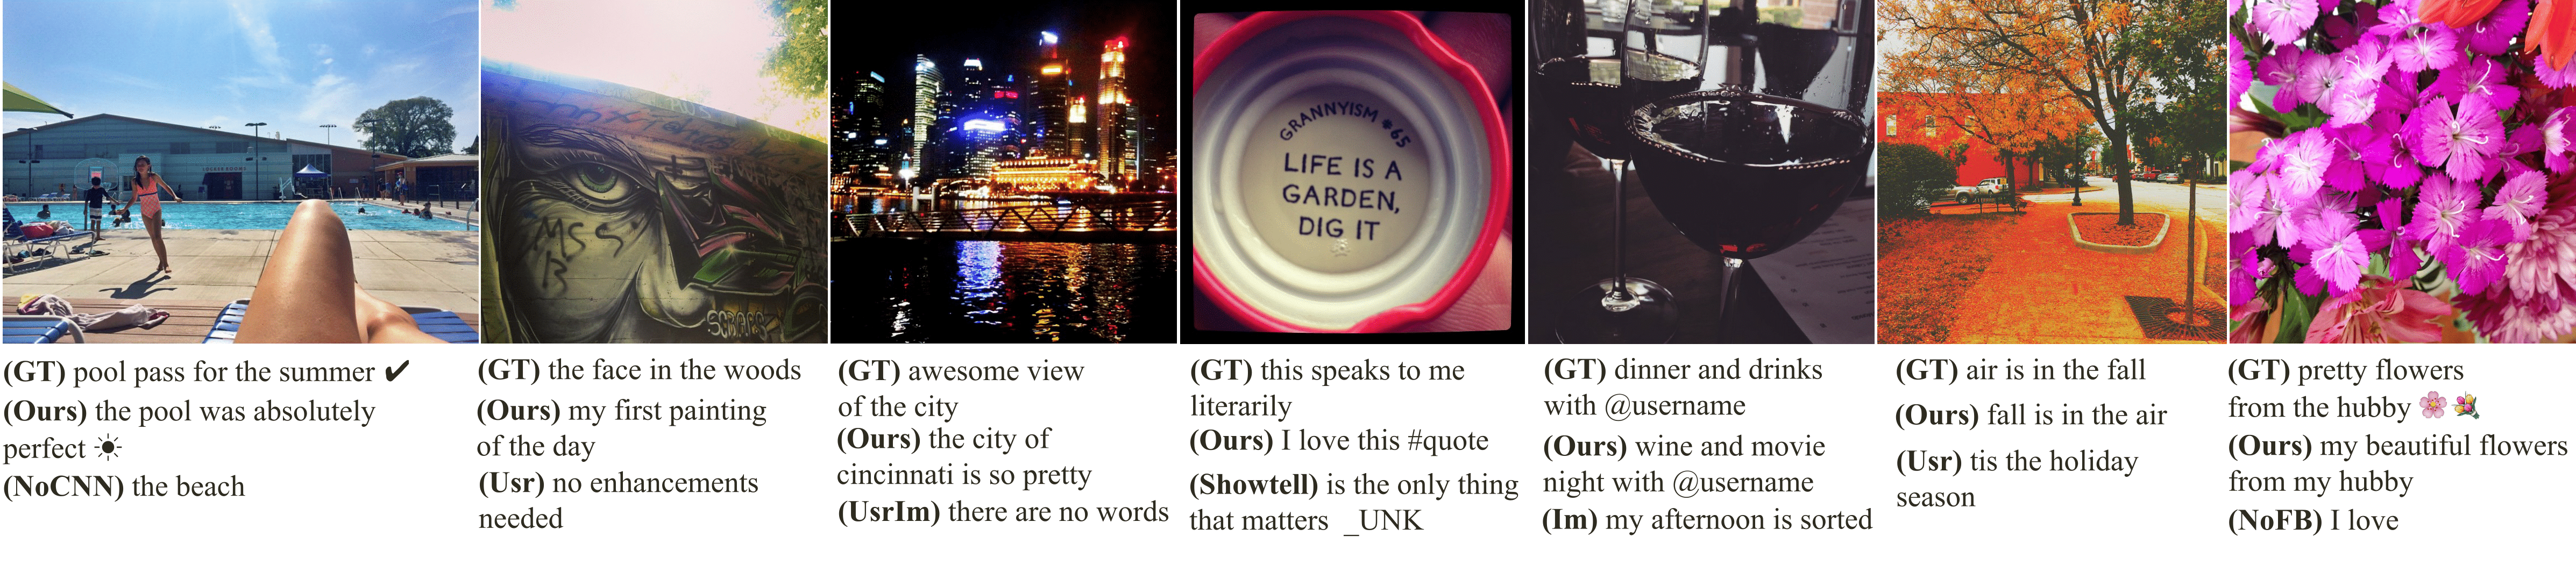 LOCKER ROOMS
MSS
B
GRANNYISM #65
LIFE IS A
GARDEN,
DIG IT
(GT) pool pass for the summer ✔
(Ours) the pool was absolutely
perfect ☀
(NoCNN) the beach
(GT) the face in the woods
(Ours) my first painting
of the day
(Usr) no enhancements
needed
(GT) awesome view
of the city
(Ours) the city of
cincinnati is so pretty
(UsrIm) there are no words
(GT) this speaks to me
literarily
(Ours) I love this #quote
(Showtell) is the only thing
that matters _UNK
(GT) dinner and drinks
with @username
(Ours) wine and movie
night with @username
(Im) my afternoon is sorted
(GT) air is in the fall
(Ours) fall is in the air
(Usr) tis the holiday
season
(GT) pretty flowers
from the hubby 🌸💐
(Ours) my beautiful flowers
from my hubby
(NoFB) I love